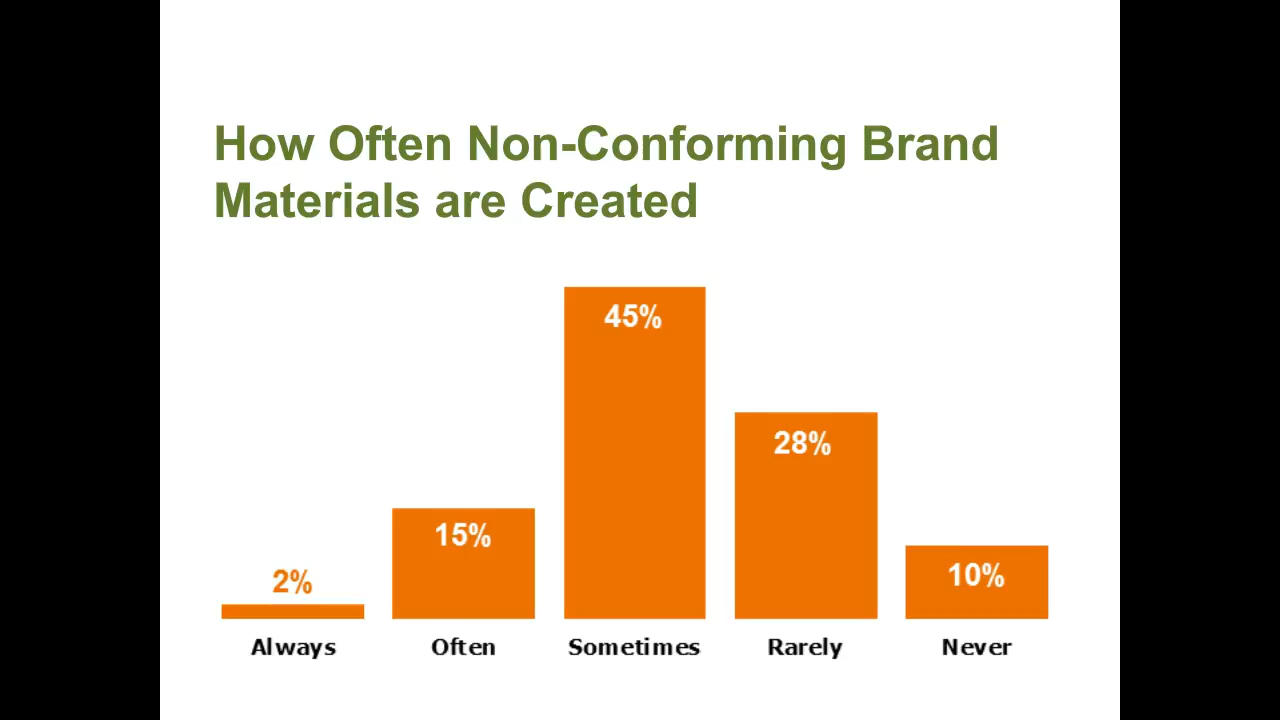 How Often Non-Conforming Brand
Materials are Created
45%
28%
15%
10%
2%
Always Often Sometimes Rarely Never